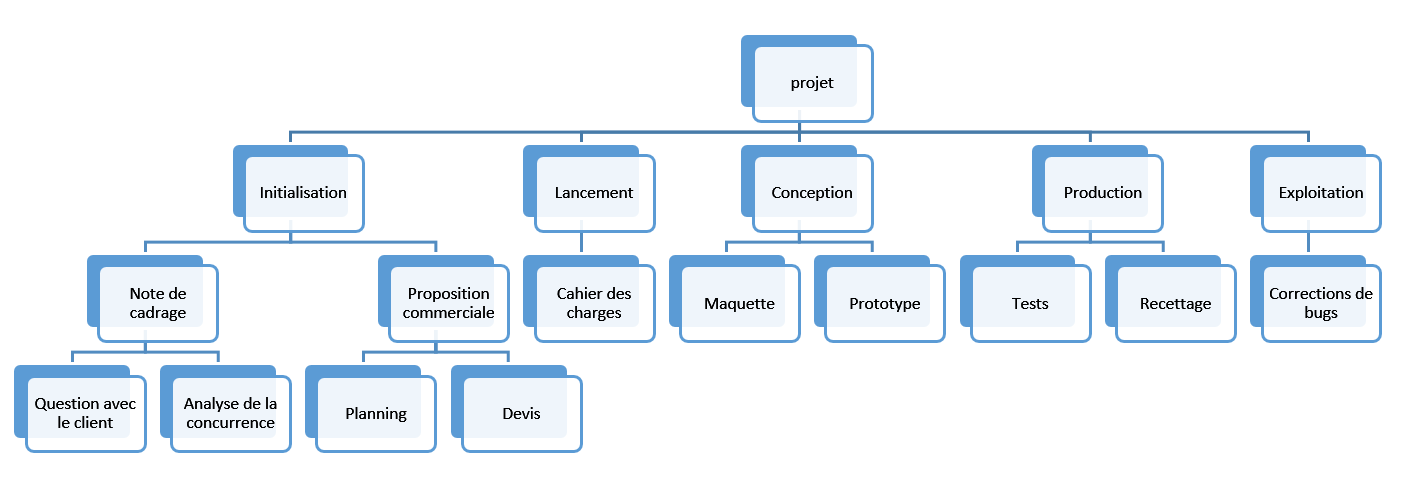 projet
Initialisation
Lancement
Conception
Production
Exploitation
Note de
cadrage
Proposition
commerciale
Cahier des
charges
Maquette
Prototype
Tests
Recettage
Corrections de
bugs
Question avec
le client
Analyse de la
concurrence
Planning
Devis